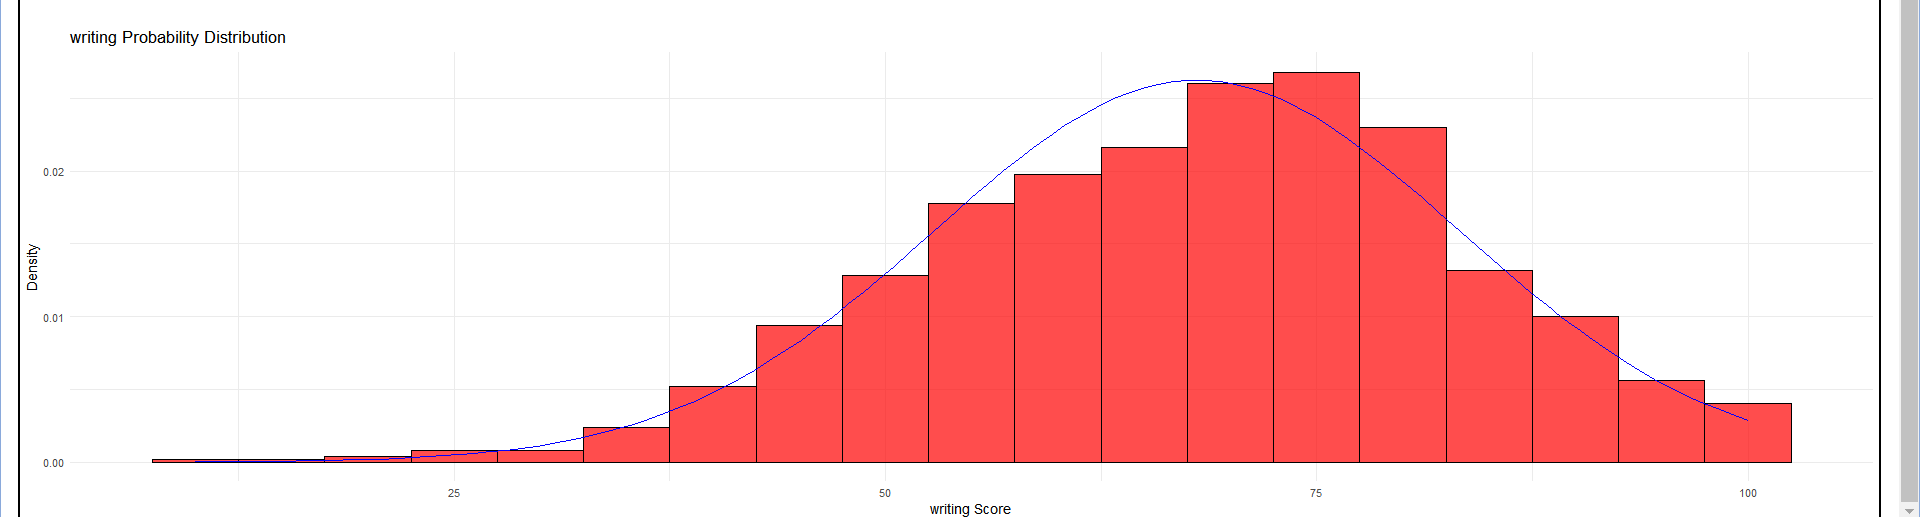 writing Probability Distribution
Density
0.02
0.01
0.00
25 50 75 100
writing Score